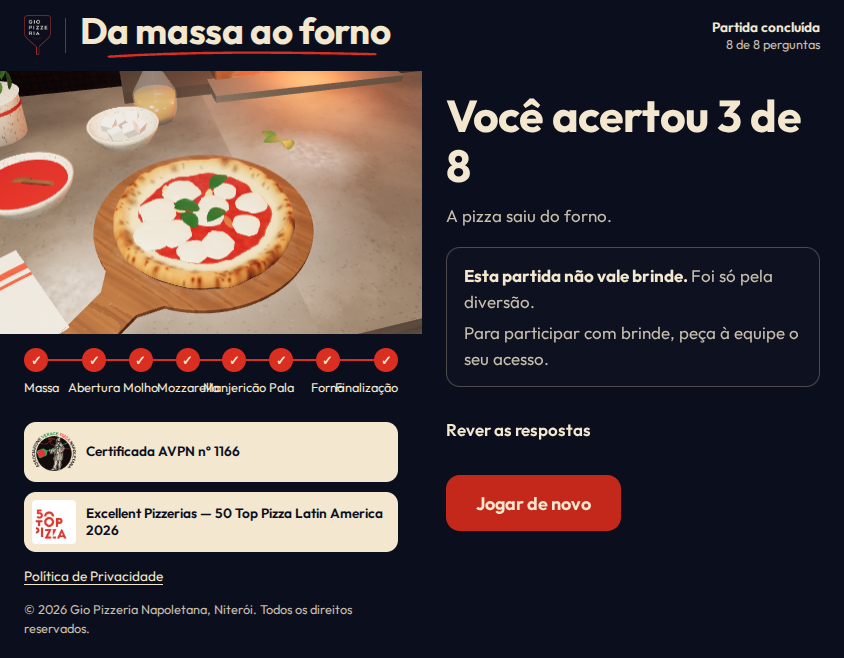 GIO
PIZZE
RIA
Da massa ao forno
Partida concluída
8 de 8 perguntas
Você acertou 3 de
8
A pizza saiu do forno.
Esta partida não vale brinde. Foi só pela
diversão.
Para participar com brinde, peça à equipe o
seu acesso.
Rever as respostas
Jogar de novo
Massa Abertura Molho Mozzarella Manjericão Pala Forno Finalização
Certificada AVPN nº 1166
50
TOP
PIZZA
Excellent Pizzerias — 50 Top Pizza Latin America
2026
Política de Privacidade
© 2026 Gio Pizzeria Napoletana, Niterói. Todos os direitos
reservados.